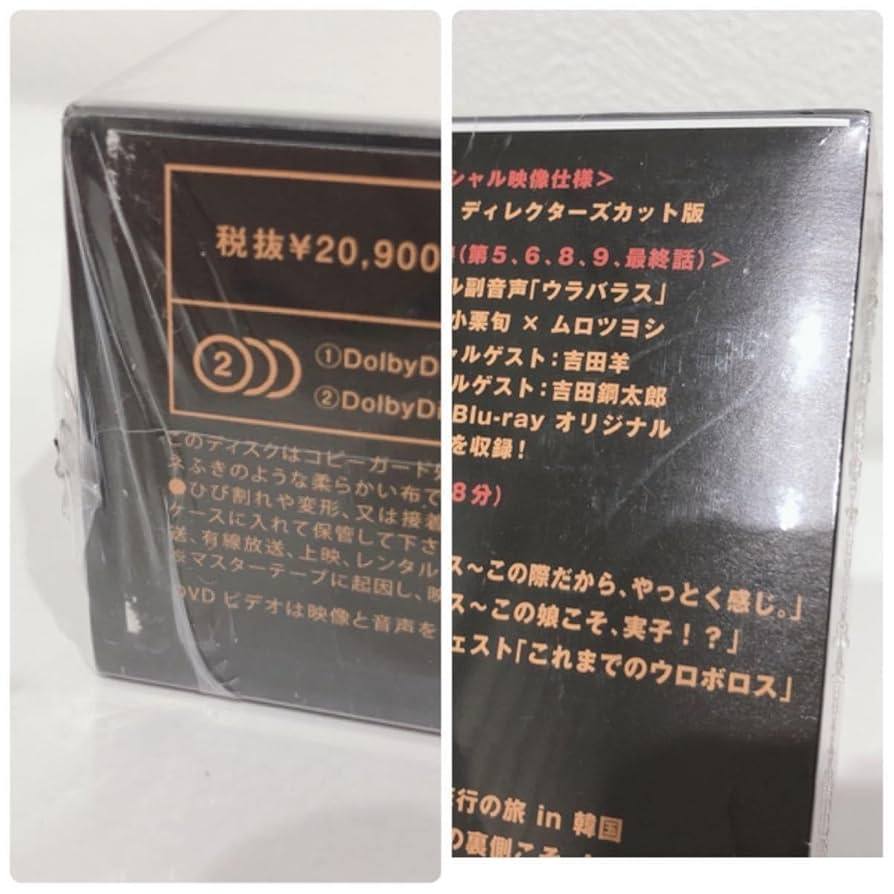 税抜¥20,900
② ①DolbyDi
②DolbyDi
このディスクはコピーガード
えふきのような柔らかい布で
●ひび割れや変形、又は接着
ケースに入れて保管して下さ
送、有線放送、上映、レンタル
マスターテープに起因し、映
DVD ビデオは映像と音声を
シャル映像仕様＞
ディレクターズカット版
(第5、6、8、9、最終話)＞
ル副音声「ウラバラス」
小栗旬 × ムロツヨシ
ャルゲスト：吉田羊
ルゲスト：吉田鋼太郎
Blu-ray オリジナル
を収録！
8分)
ス～この際だから、やっとく感じ。」
ス～この娘こそ、実子！？」
ェスト「これまでのウロボロス」
行の旅 in 韓国
の裏側こそ